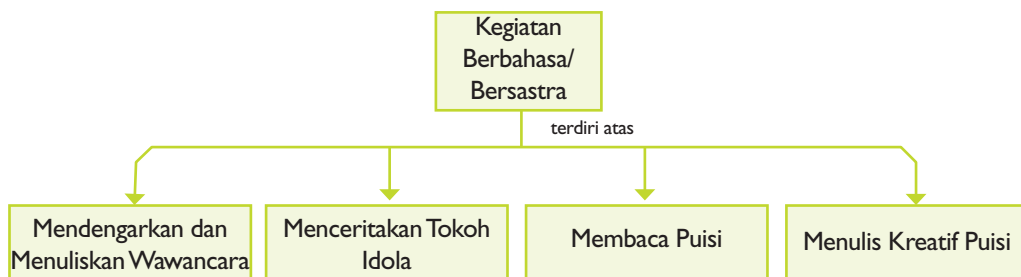 Kegiatan
Berbahasa/
Bersastra
terdiri atas
Mendengarkan dan
Menuliskan Wawancara
Menceritakan Tokoh
Idola
Membaca Puisi
Menulis Kreatif Puisi